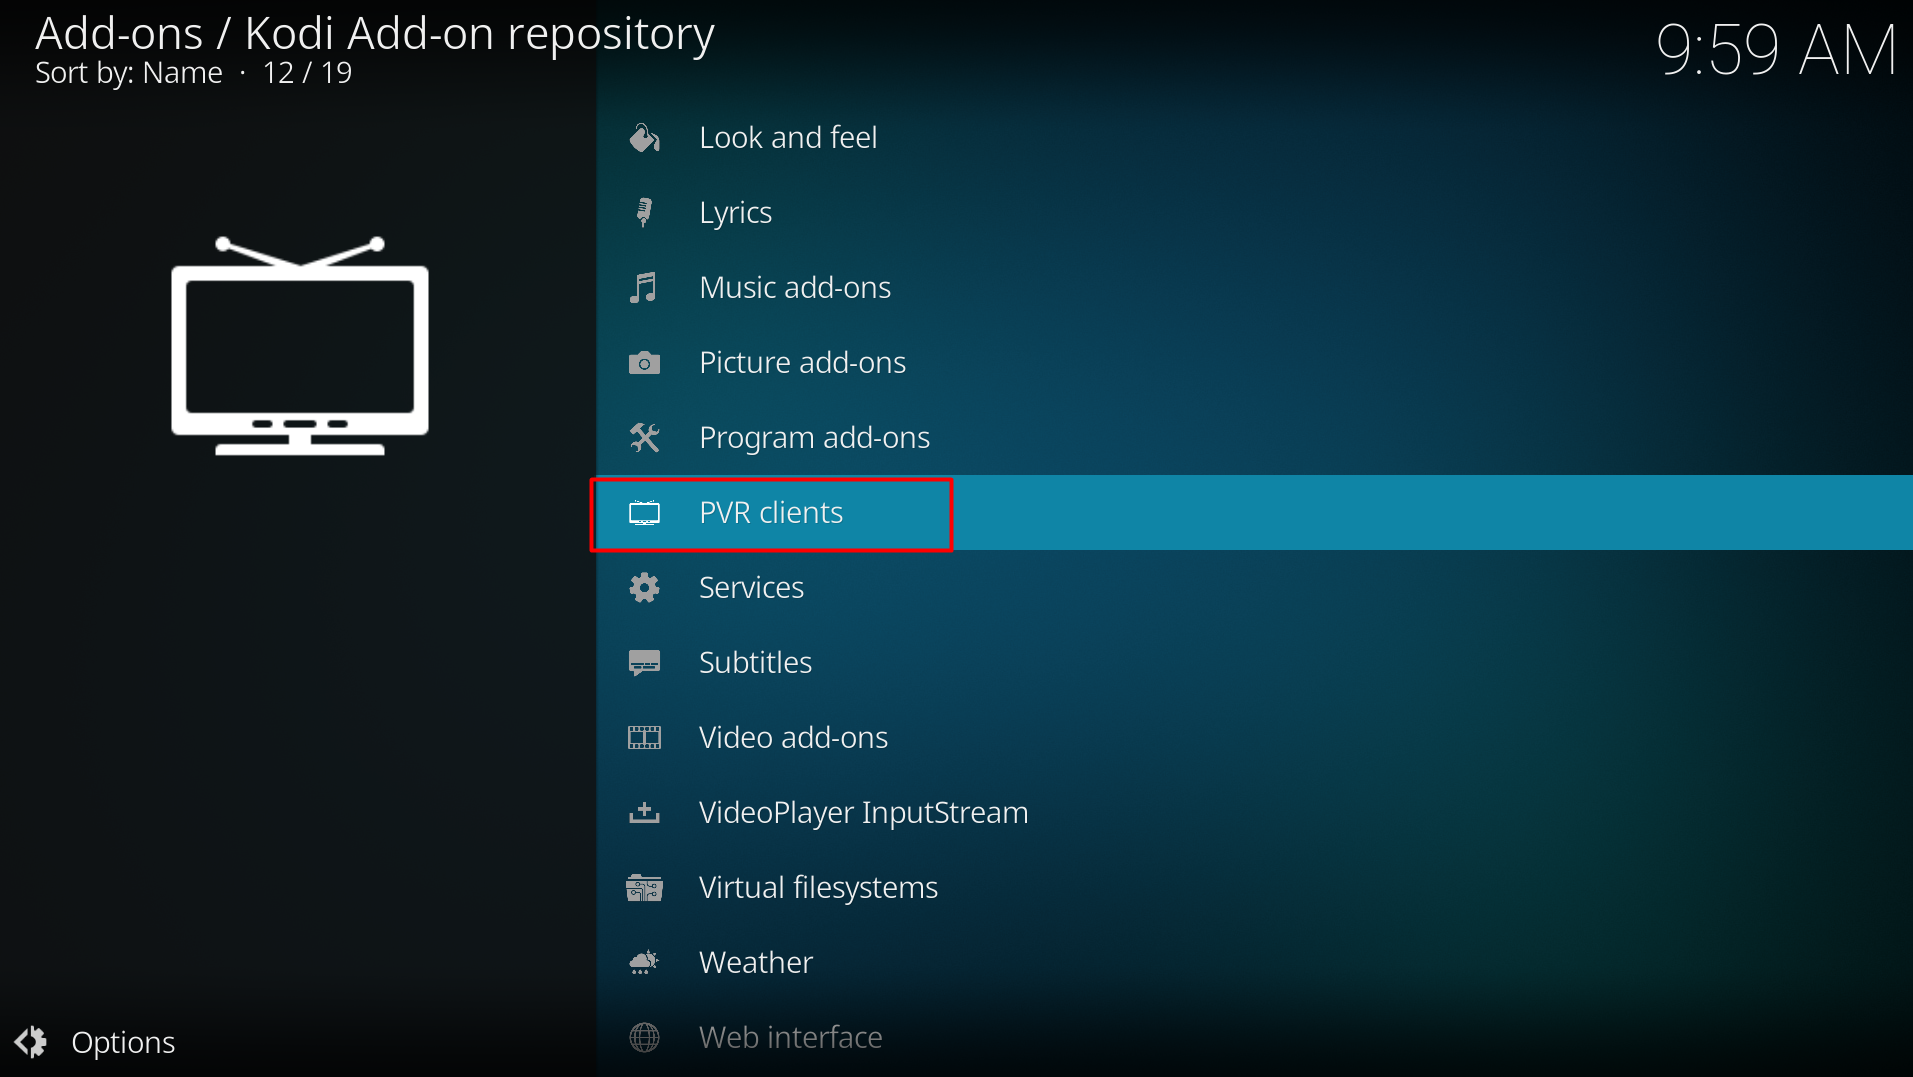 Add-ons / Kodi Add-on repository
Sort by: Name · 12 / 19
9:59 AM
Look and feel
Lyrics
Music add-ons
Picture add-ons
Program add-ons
PVR clients
Services
Subtitles
Video add-ons
VideoPlayer InputStream
Virtual filesystems
Weather
Web interface
Options